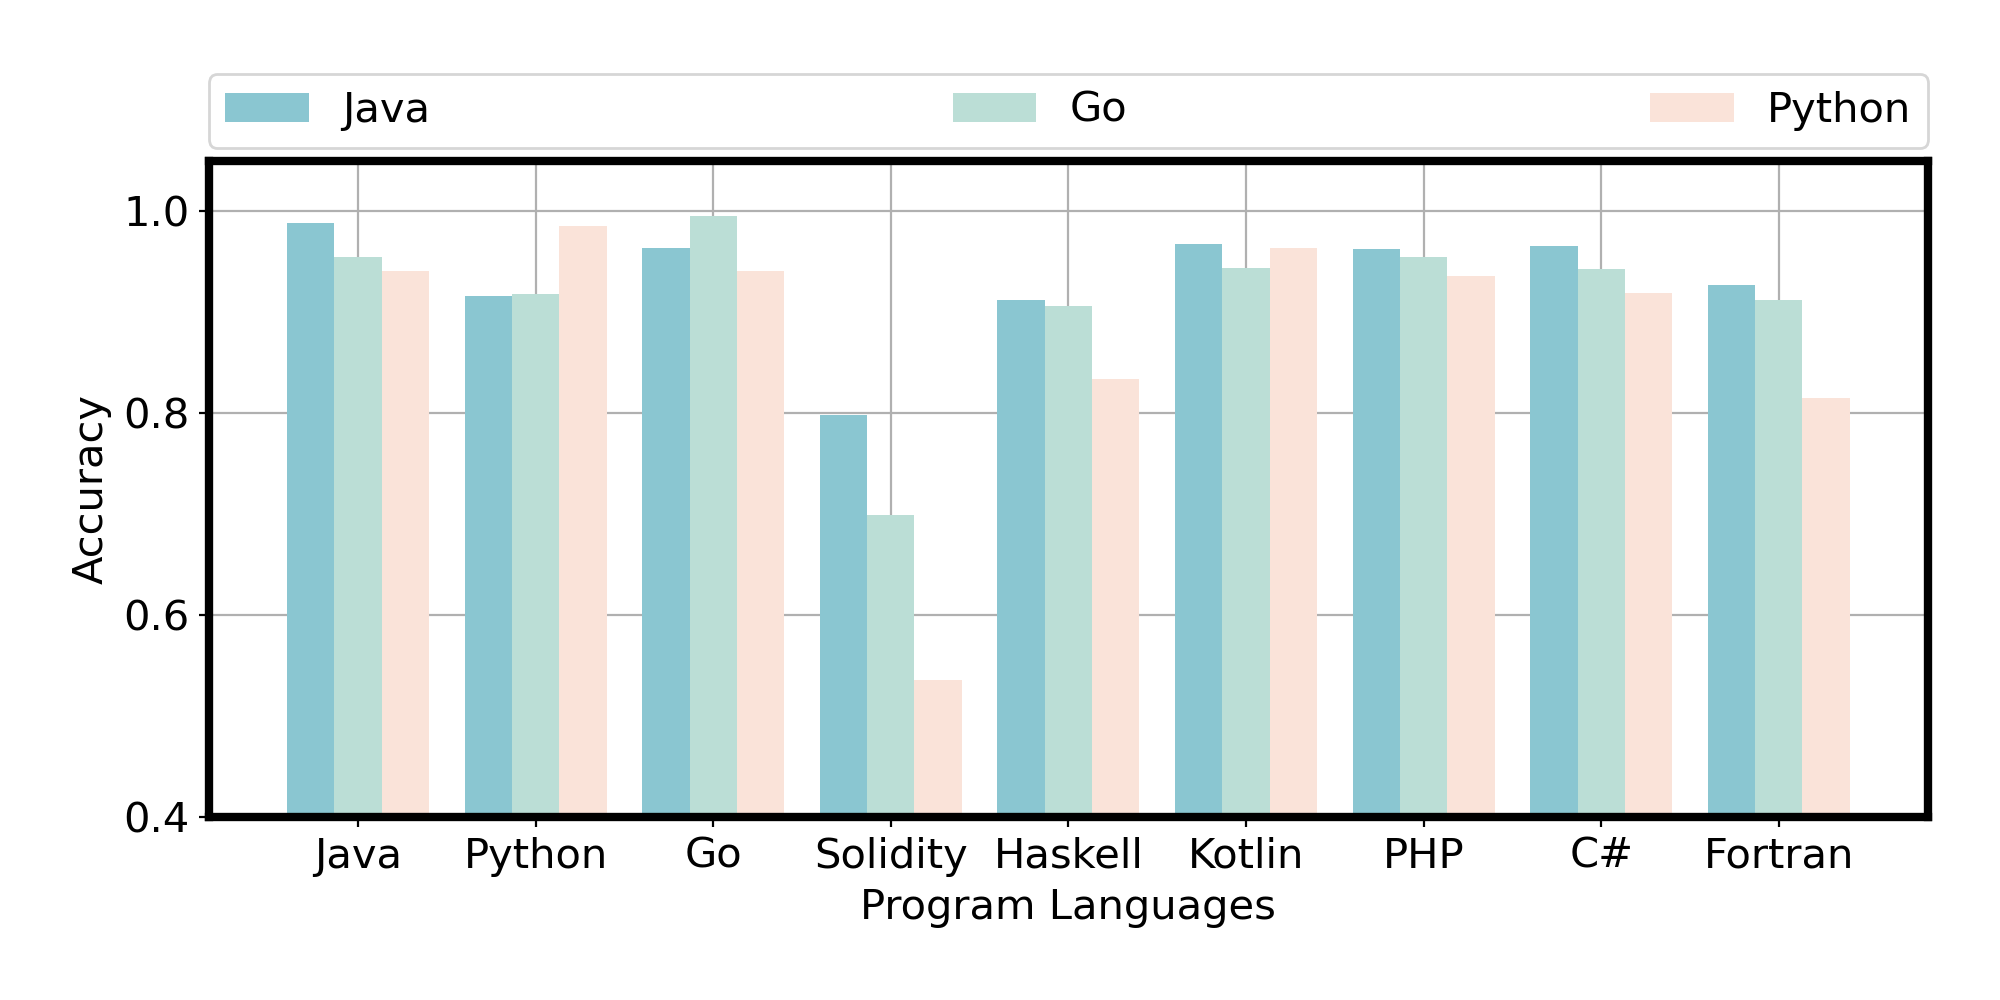 Java Go Python
1.0
0.8
0.6
0.4
Accuracy
Java Python Go Solidity Haskell Kotlin PHP C# Fortran
Program Languages